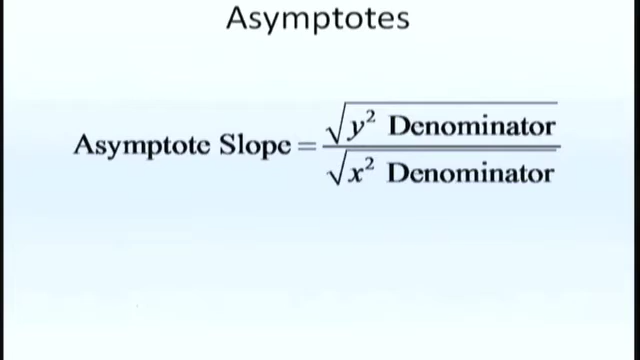 Asymptotes
Asymptote Slope = √y² Denominator / √x² Denominator